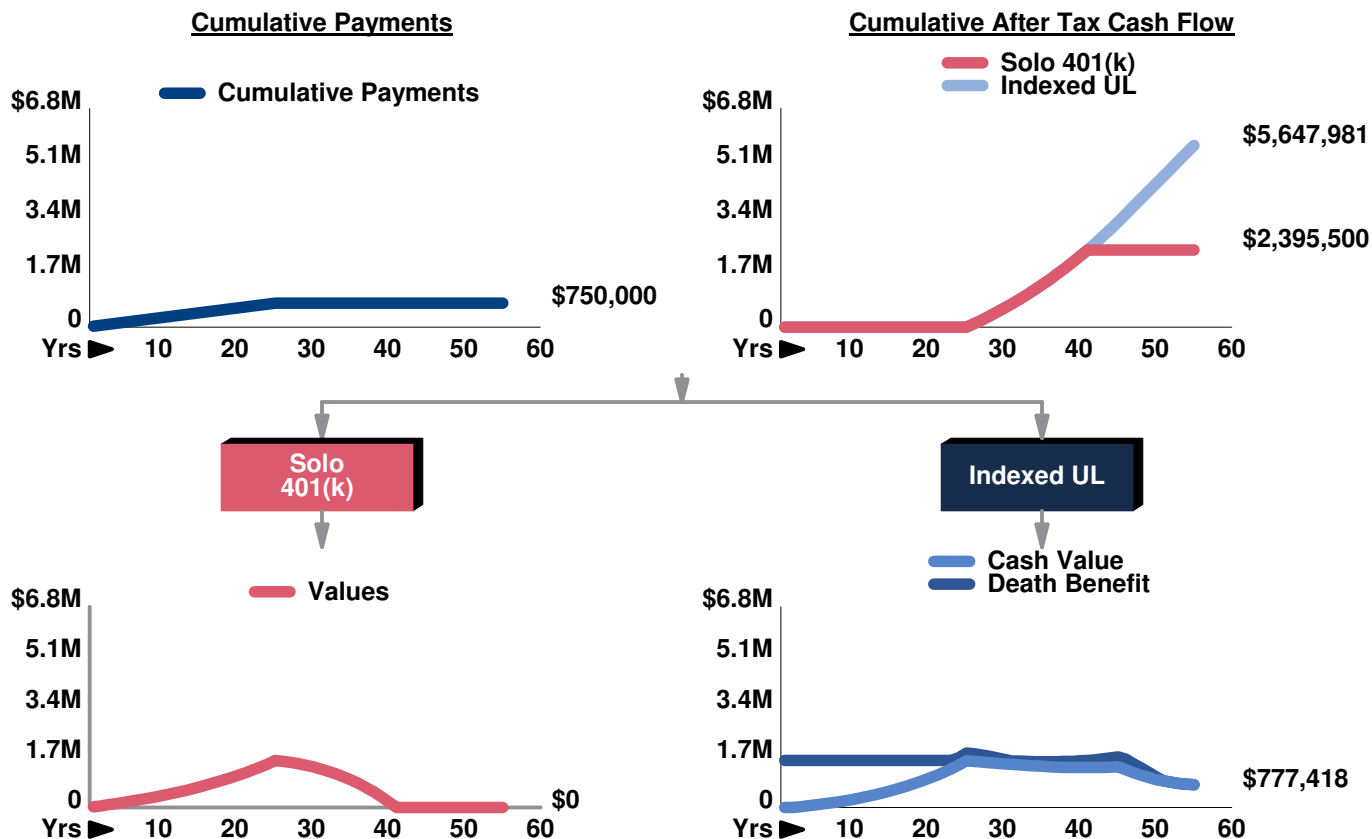 Cumulative Payments
Cumulative Payments
$6.8M
5.1M
3.4M
1.7M
0
$750,000
Yrs 10 20 30 40 50 60
Cumulative After Tax Cash Flow
Solo 401(k)
Indexed UL
$6.8M
5.1M
3.4M
1.7M
0
$5,647,981
$2,395,500
Yrs 10 20 30 40 50 60
Solo
401(k)
Indexed UL
Values
$6.8M
5.1M
3.4M
1.7M
0
$0
Yrs 10 20 30 40 50 60
Cash Value
Death Benefit
$6.8M
5.1M
3.4M
1.7M
0
$777,418
Yrs 10 20 30 40 50 60